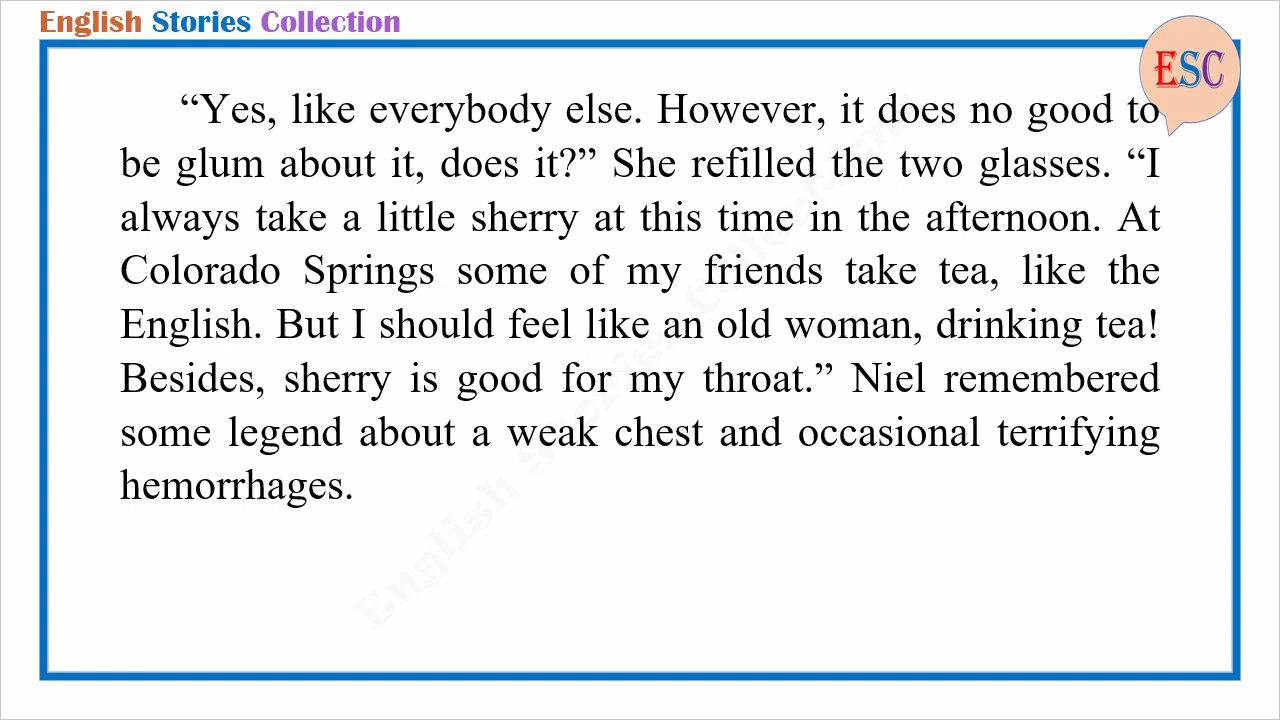 English Stories Collection
ESC
“Yes, like everybody else. However, it does no good to
be glum about it, does it?” She refilled the two glasses. “I
always take a little sherry at this time in the afternoon. At
Colorado Springs some of my friends take tea, like the
English. But I should feel like an old woman, drinking tea!
Besides, sherry is good for my throat.” Niel remembered
some legend about a weak chest and occasional terrifying
hemorrhages.
English Stories Collection